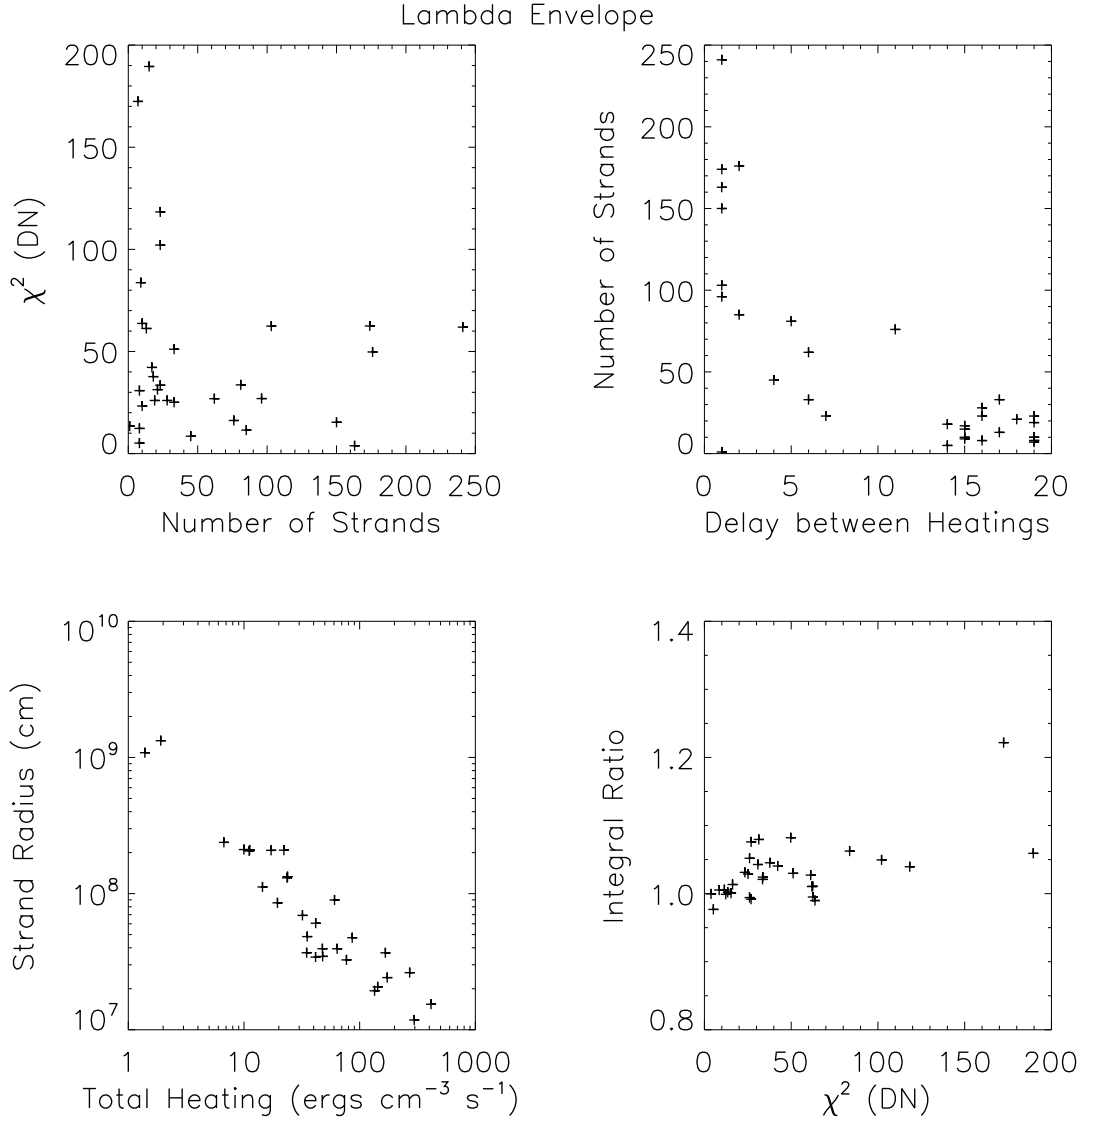 Lambda Envelope
200
150
100
50
0
χ² (DN)
0 50 100 150 200 250
Number of Strands
250
200
150
100
50
0
Number of Strands
0 5 10 15 20
Delay between Heatings
10¹⁰
10⁹
10⁸
10⁷
Strand Radius (cm)
1 10 100 1000
Total Heating (ergs cm⁻³ s⁻¹)
1.4
1.2
1.0
0.8
Integral Ratio
0 50 100 150 200
χ² (DN)